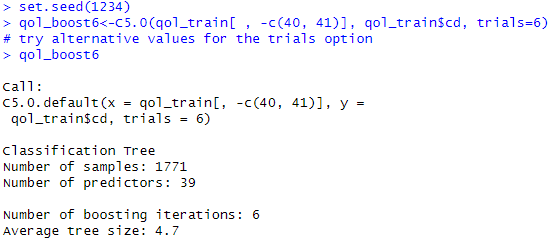 > set.seed(1234)
> qol_boost6<-C5.0(qol_train[ , -c(40, 41)], qol_train$cd, trials=6)
# try alternative values for the trials option
> qol_boost6
Call:
C5.0.default(x = qol_train[, -c(40, 41)], y =
 qol_train$cd, trials = 6)
Classification Tree
Number of samples: 1771
Number of predictors: 39
Number of boosting iterations: 6
Average tree size: 4.7